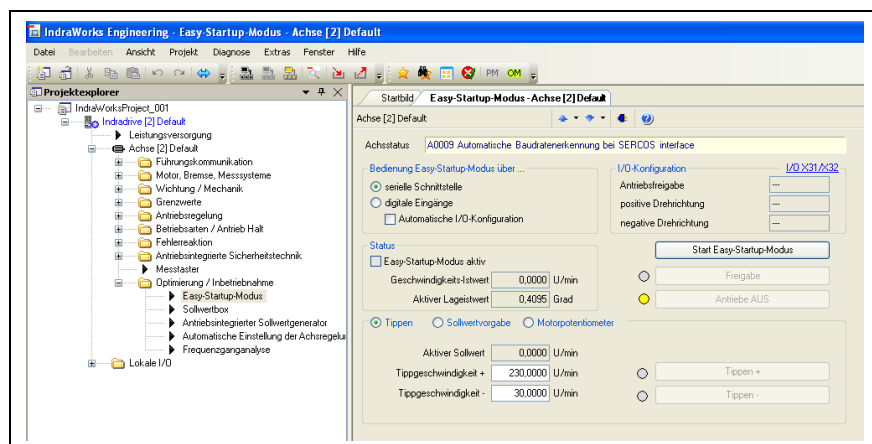 IndraWorks Engineering - Easy-Startup-Modus - Achse [2] Default
Datei Bearbeiten Ansicht Projekt Diagnose Extras Fenster Hilfe
PM OM
Projektexplorer
IndraWorksProject_001
Indradrive [2] Default
Leistungsversorgung
Achse [2] Default
Führungskommunikation
Motor, Bremse, Messsysteme
Wichtung / Mechanik
Grenzwerte
Antriebsregelung
Betriebsarten / Antrieb Halt
Fehlerreaktion
Antriebsintegrierte Sicherheitstechnik
Messtaster
Optimierung / Inbetriebnahme
Easy-Startup-Modus
Sollwertbox
Antriebsintegrierter Sollwertgenerator
Automatische Einstellung der Achsregelu
Frequenzganganalyse
Lokale I/O
Startbild Easy-Startup-Modus - Achse [2] Default
Achse [2] Default
Achsstatus A0009 Automatische Baudratenerkennung bei SERCOS interface
Bedienung Easy-Startup-Modus über ...
serielle Schnittstelle
digitale Eingänge
Automatische I/O-Konfiguration
I/O-Konfiguration I/O X31/X32
Antriebsfreigabe ---
positive Drehrichtung ---
negative Drehrichtung ---
Status
Easy-Startup-Modus aktiv
Geschwindigkeits-Istwert 0,0000 U/min
Aktiver Lageistwert 0,4095 Grad
Start Easy-Startup-Modus
Freigabe
Antriebe AUS
Tippen Sollwertvorgabe Motorpotentiometer
Aktiver Sollwert 0,0000 U/min
Tippgeschwindigkeit + 230,0000 U/min
Tippgeschwindigkeit - 30,0000 U/min
Tippen +
Tippen -